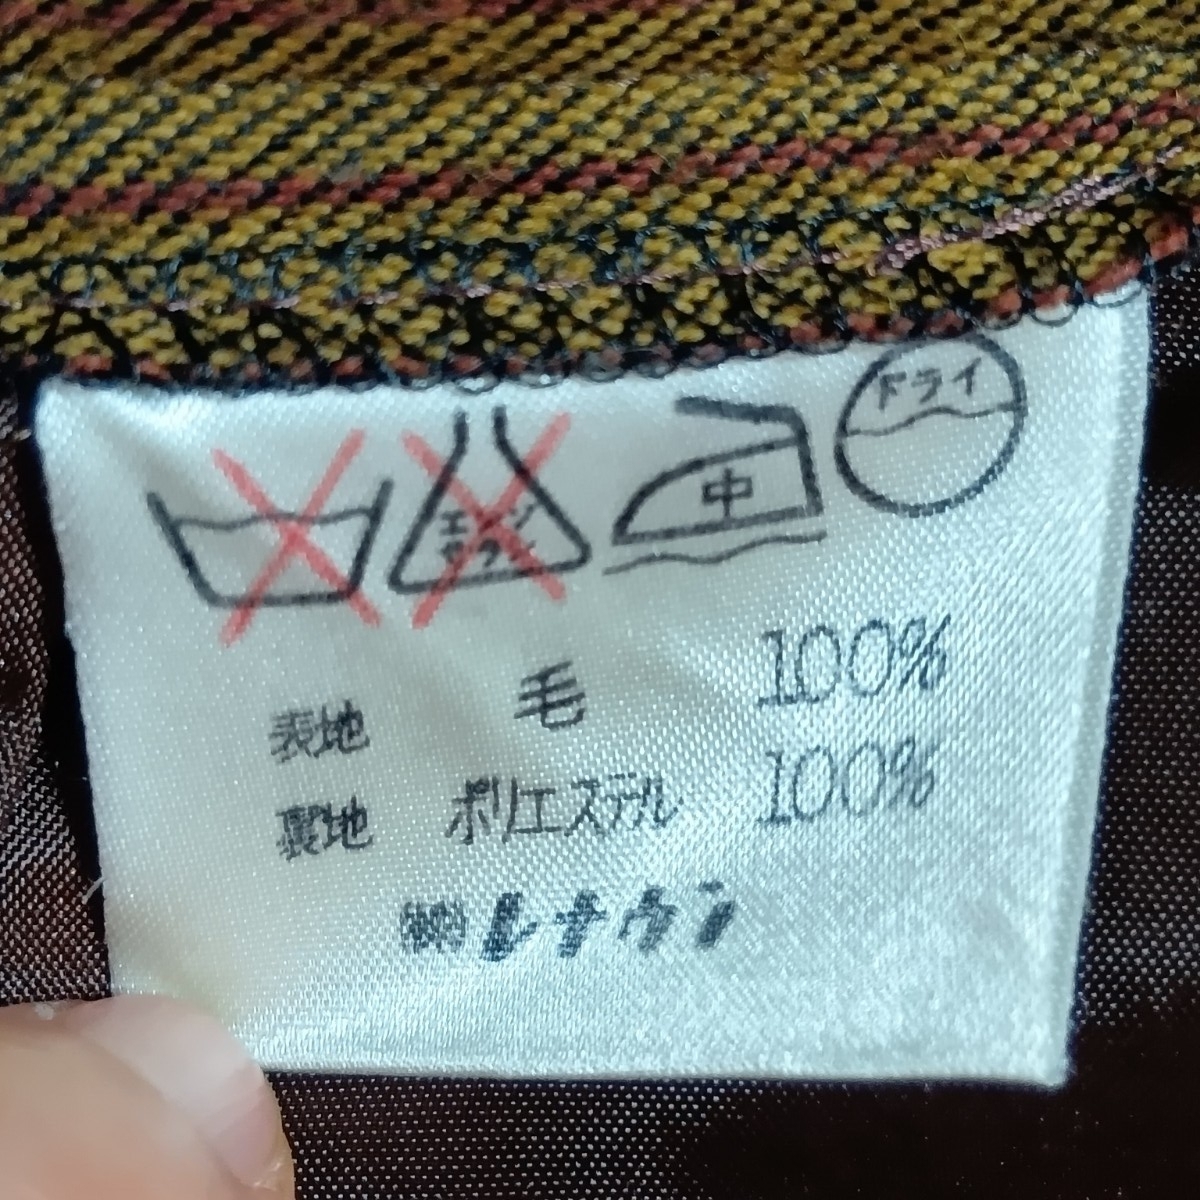 エンソ
サラシ
中
ドライ
表地 毛 100%
裏地 ポリエステル 100%
㈱レナウン